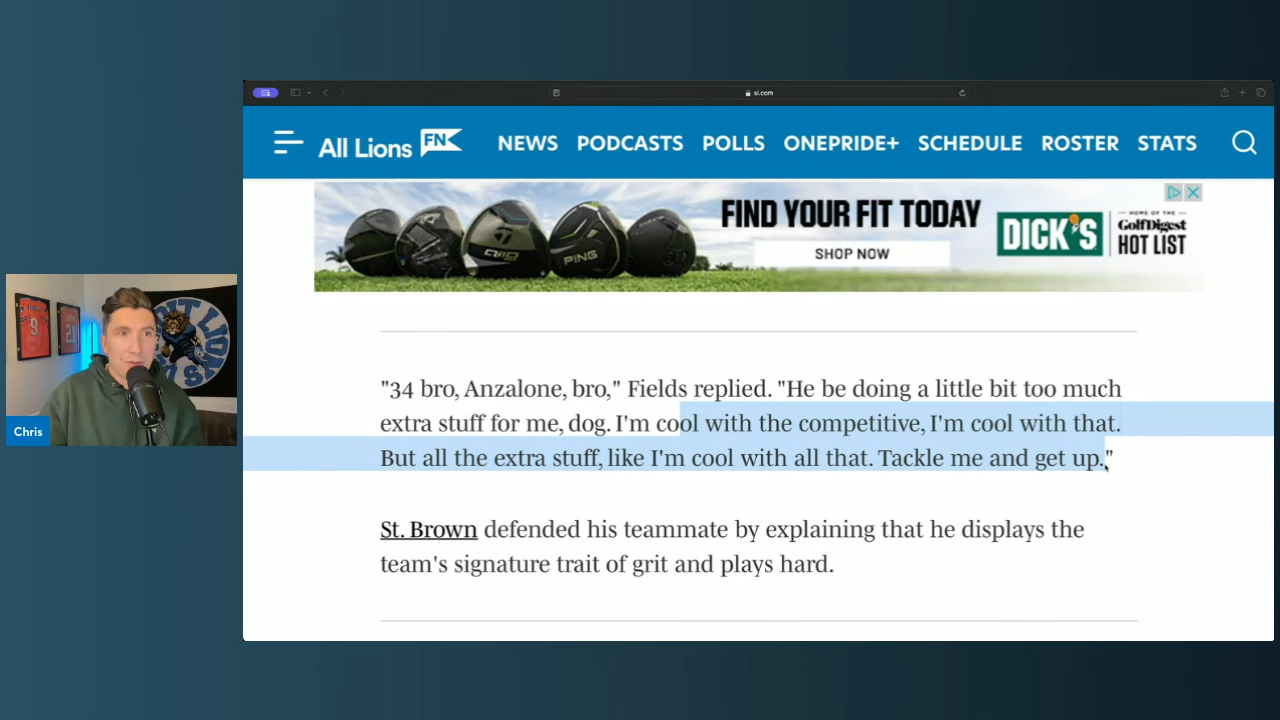 si.com
All Lions FN NEWS PODCASTS POLLS ONEPRIDE+ SCHEDULE ROSTER STATS
FIND YOUR FIT TODAY
SHOP NOW
DICK'S
HOME OF THE
GolfDigest
HOT LIST
PING
"34 bro, Anzalone, bro," Fields replied. "He be doing a little bit too much
extra stuff for me, dog. I'm cool with the competitive, I'm cool with that.
But all the extra stuff, like I'm cool with all that. Tackle me and get up."
St. Brown defended his teammate by explaining that he displays the
team's signature trait of grit and plays hard.
9
Chris